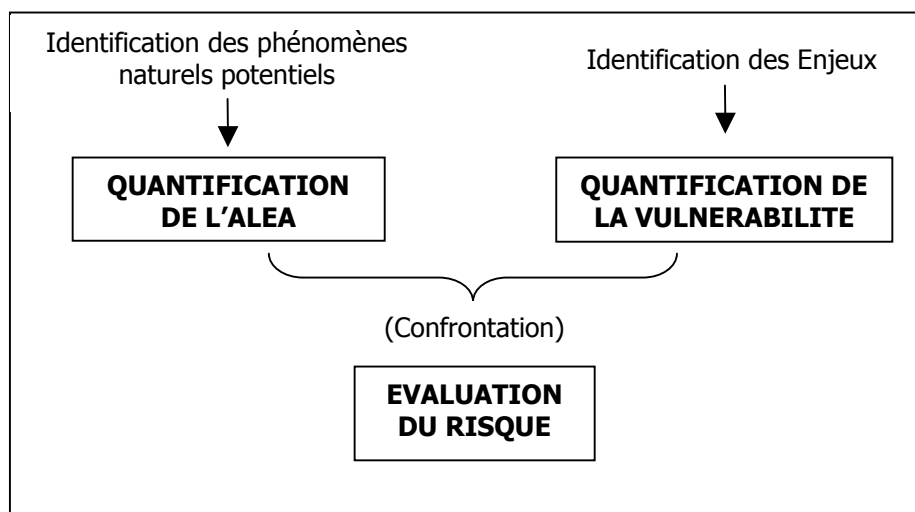 Identification des phénomènes
naturels potentiels
Identification des Enjeux
QUANTIFICATION
DE L’ALEA
QUANTIFICATION DE
LA VULNERABILITE
(Confrontation)
EVALUATION
DU RISQUE